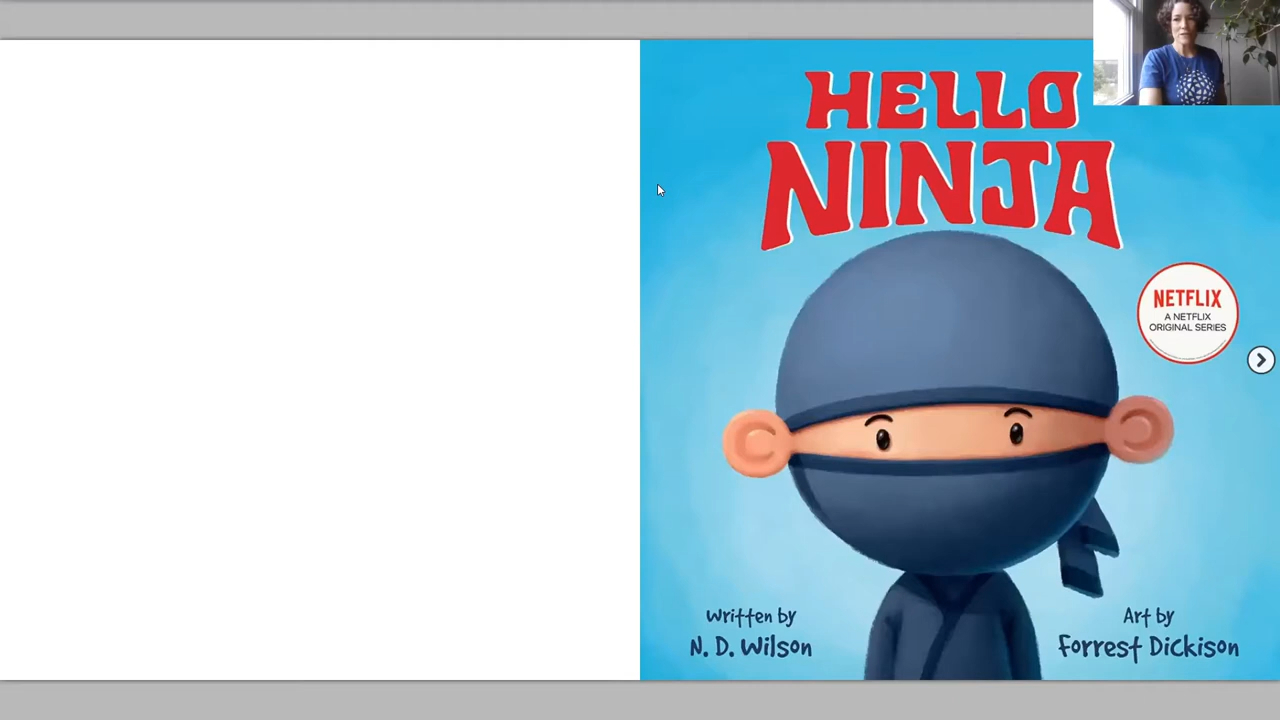 HELLO
NINJA
NETFLIX
A NETFLIX
ORIGINAL SERIES
Written by
N. D. Wilson
Art by
Forrest Dickison